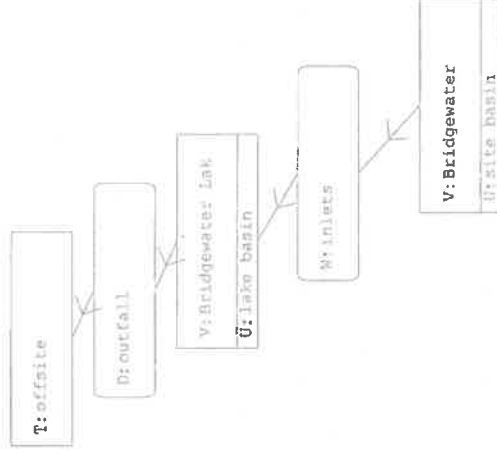 T:offsite
D:outfall
V:Bridgewater Lak
U:lake basin
W:inlets
V:Bridgewater
U:site basin